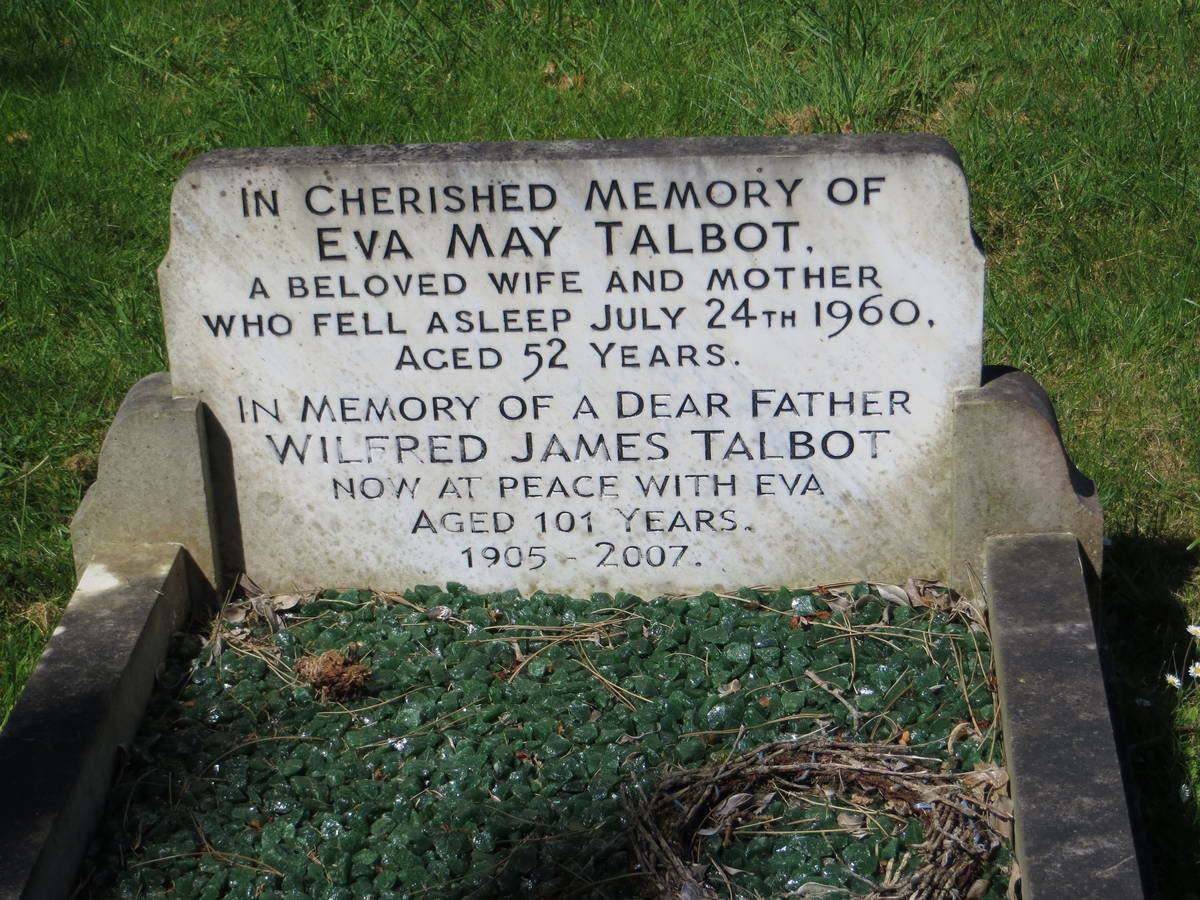 In Cherished Memory of
Eva May Talbot.
A beloved wife and mother
who fell asleep July 24th 1960.
Aged 52 Years.
In Memory of a Dear Father
Wilfred James Talbot
now at peace with Eva
Aged 101 Years.
1905 - 2007.